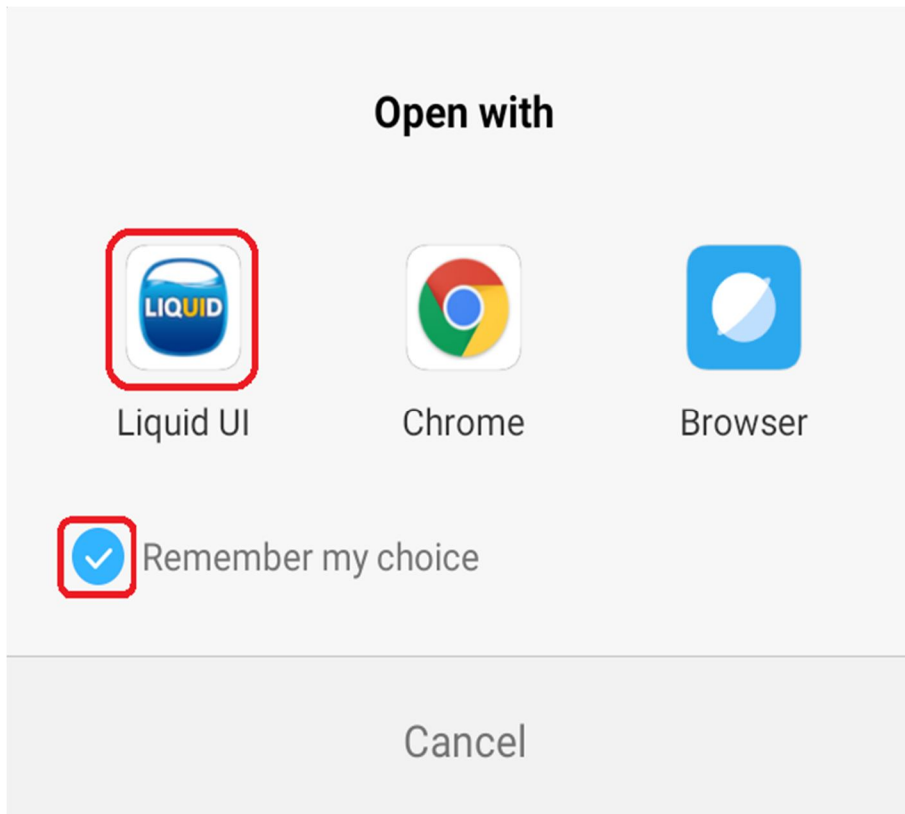 Open with
LIQUID
Liquid UI
Chrome
Browser
Remember my choice
Cancel